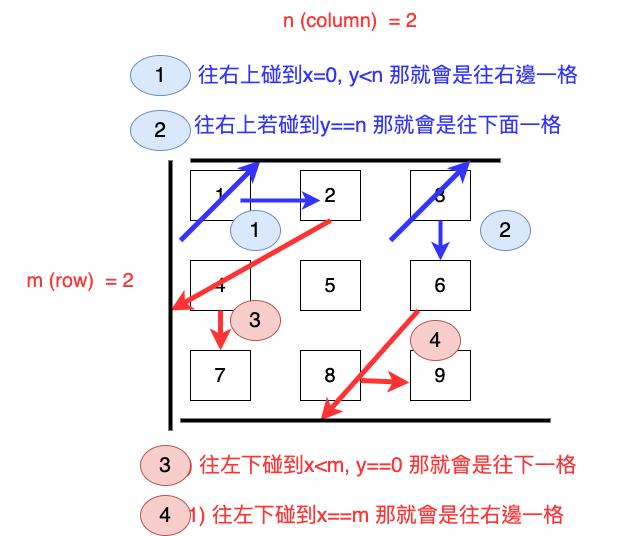 n (column) = 2
1 往右上碰到x=0, y<n 那就會是往右邊一格
2 往右上若碰到y==n 那就會是往下面一格
1 2 3
1 2
m (row) = 2
4 5 6
3
4
7 8 9
3 ) 往左下碰到x<m, y==0 那就會是往下一格
4 1) 往左下碰到x==m 那就會是往右邊一格